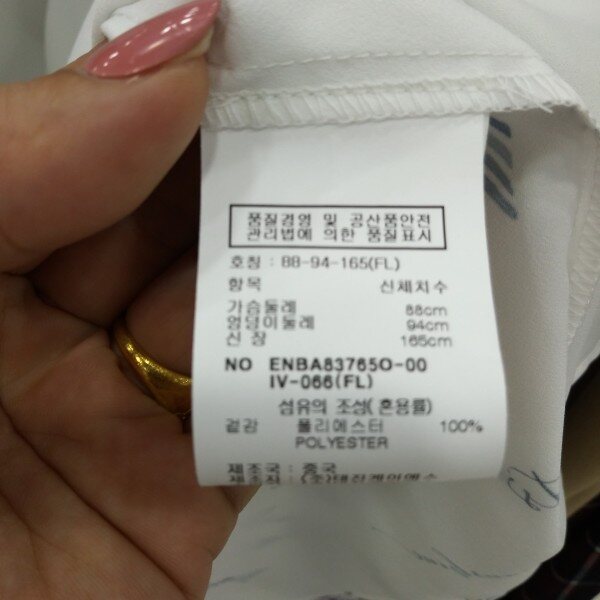 품질경영 및 공산품안전
관리법에 의한 품질표시
호칭 : 88-94-165(FL)
항목 신체치수
가슴둘레 88cm
엉덩이둘레 94cm
신 장 165cm
NO ENBA83765O-00
IV-066(FL)
섬유의 조성( 혼용률)
겉감 폴리에스터 100%
POLYESTER
제조국 : 중국